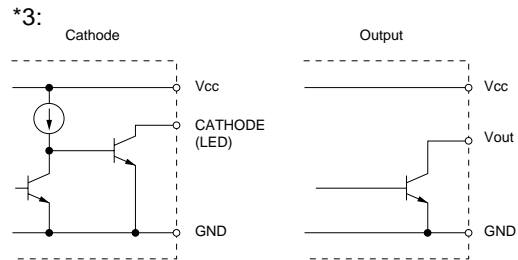 *3:
Cathode
Vcc
CATHODE
(LED)
GND
Output
Vcc
Vout
GND